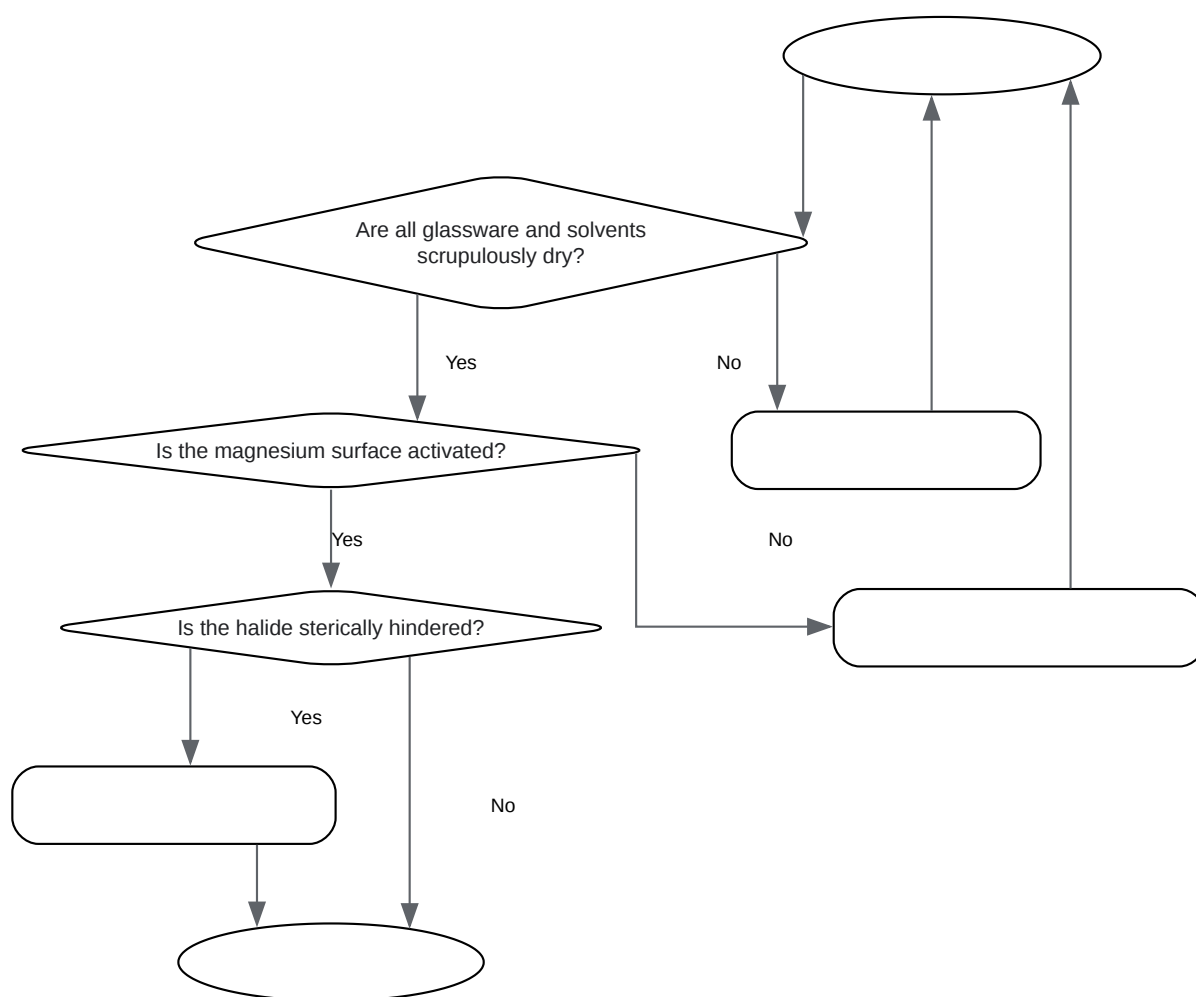 Are all glassware and solvents
scrupulously dry?
Yes
No
Is the magnesium surface activated?
Yes
No
Is the halide sterically hindered?
Yes
No